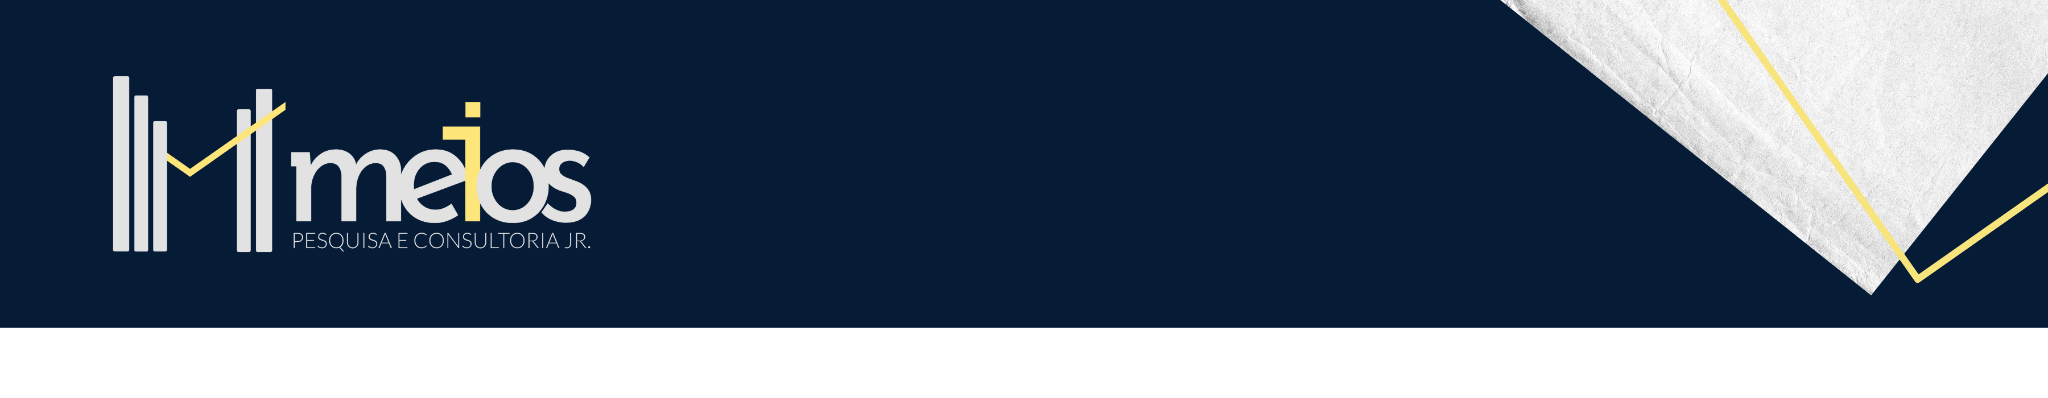 meios
PESQUISA E CONSULTORIA JR.